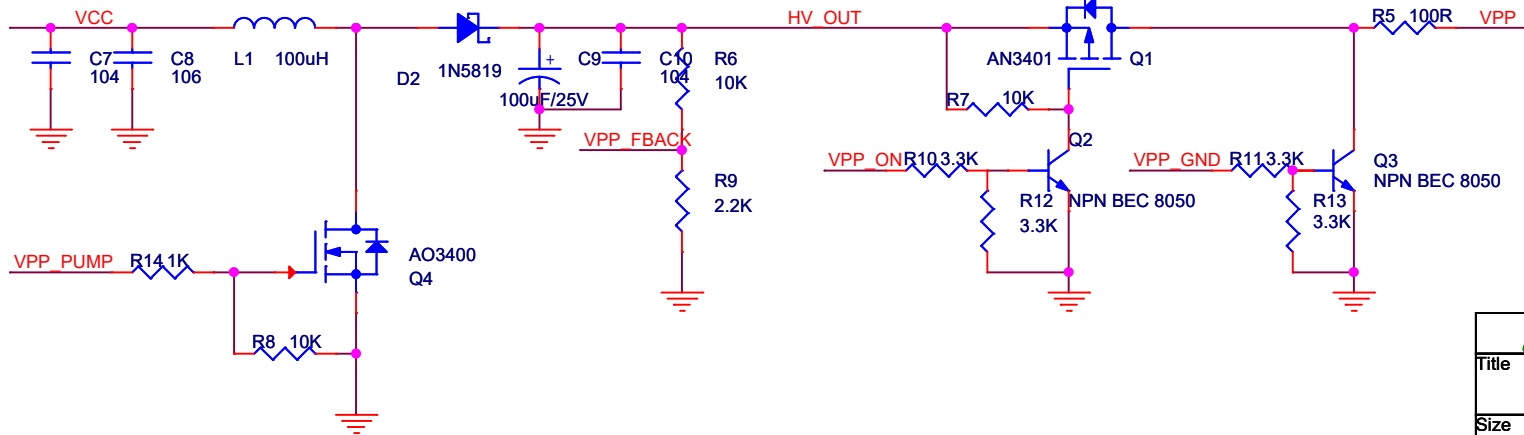 VCC
HV_OUT
R5 100R
VPP
C7
104
C8
106
L1 100uH
D2
1N5819
C9
100uF/25V
C10
104
R6
10K
AN3401
Q1
R7 10K
VPP_FBACK
Q2
VPP_ON
R10 3.3K
VPP_GND
R11 3.3K
Q3
NPN BEC 8050
R9
2.2K
R12
3.3K
NPN BEC 8050
R13
3.3K
VPP_PUMP
R14 1K
AO3400
Q4
R8 10K
Title
Size